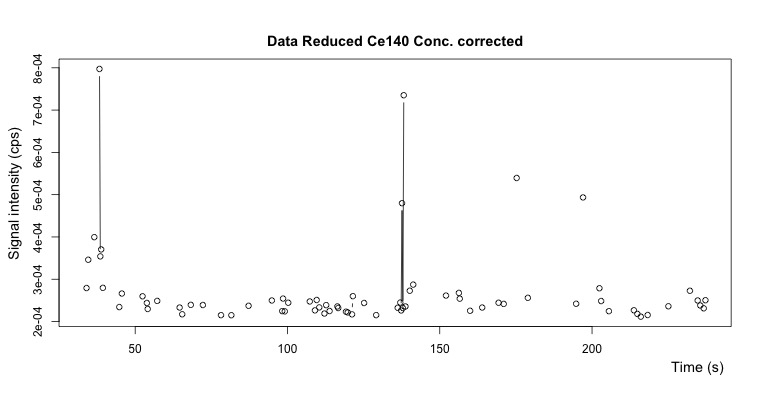 Data Reduced Ce140 Conc. corrected
Signal intensity (cps)
8e-04
7e-04
6e-04
5e-04
4e-04
3e-04
2e-04
50 100 150 200
Time (s)